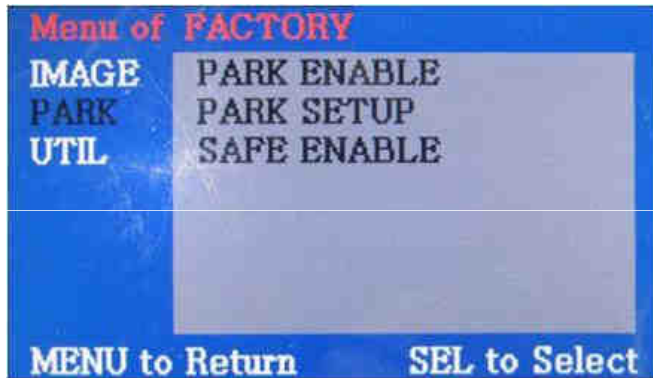 Menu of FACTORY
IMAGE PARK ENABLE
PARK PARK SETUP
UTIL SAFE ENABLE
MENU to Return SEL to Select